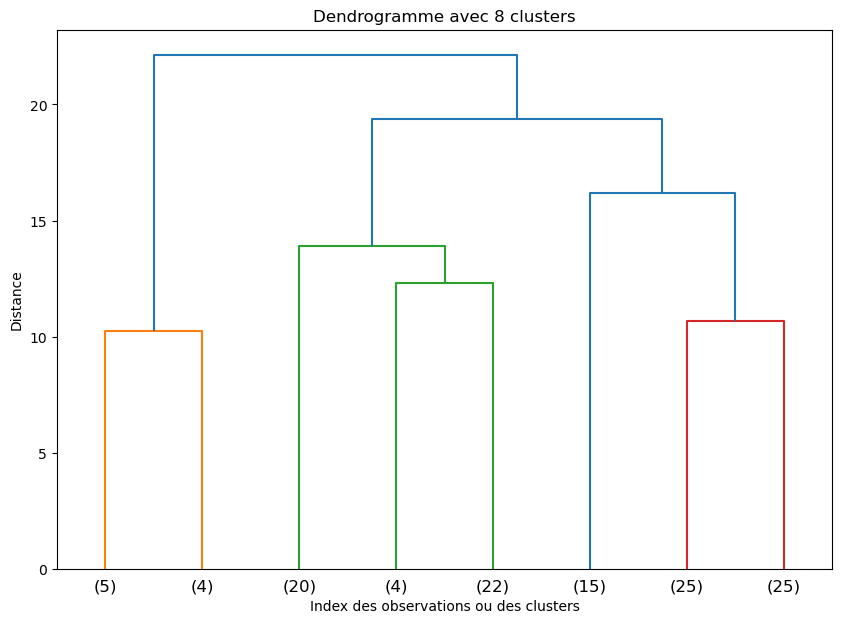 Dendrogramme avec 8 clusters
Distance
20
15
10
5
0
(5) (4) (20) (4) (22) (15) (25) (25)
Index des observations ou des clusters